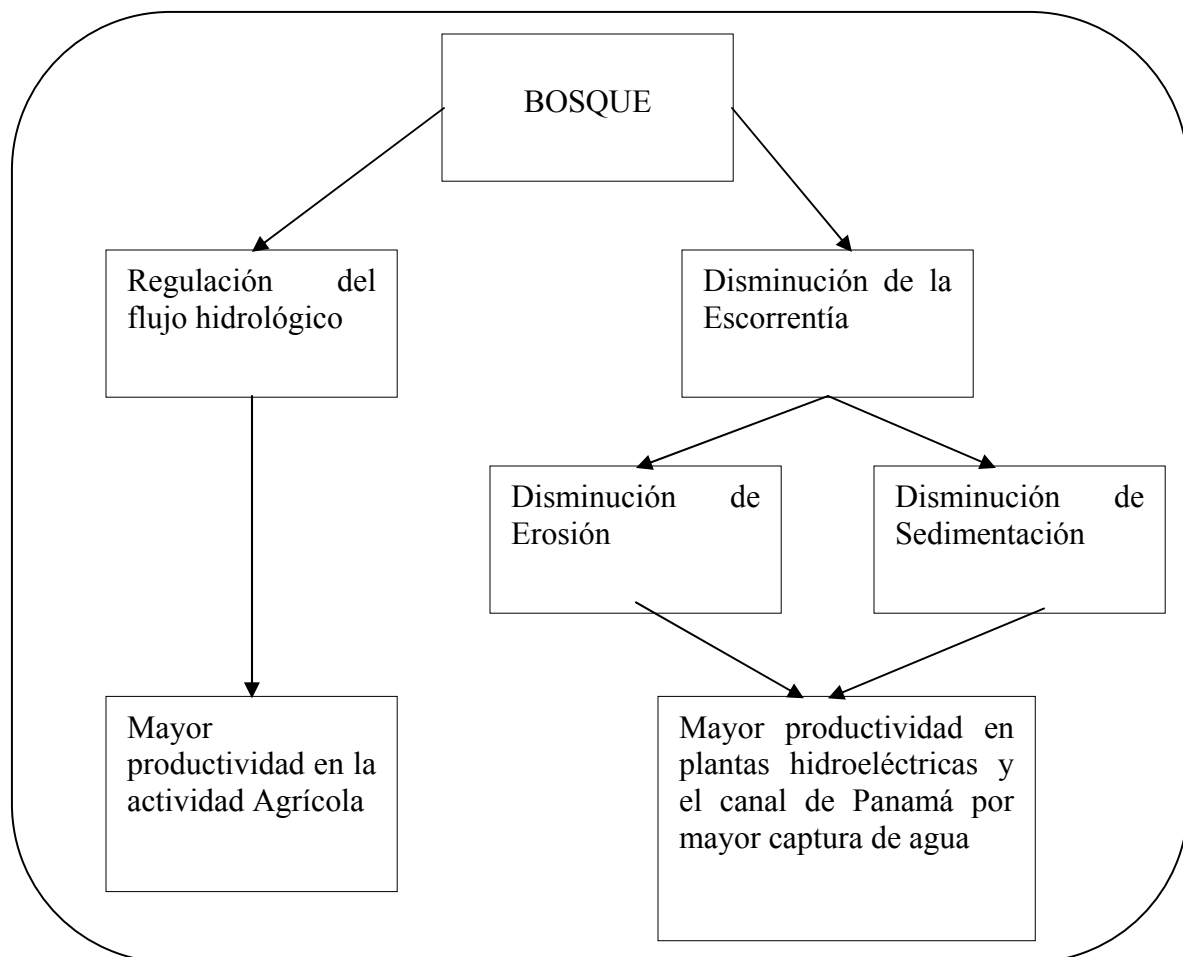 BOSQUE
Regulación del
flujo hidrológico
Disminución de la
Escorrentía
Disminución de
Erosión
Disminución de
Sedimentación
Mayor
productividad en la
actividad Agrícola
Mayor productividad en
plantas hidroeléctricas y
el canal de Panamá por
mayor captura de agua